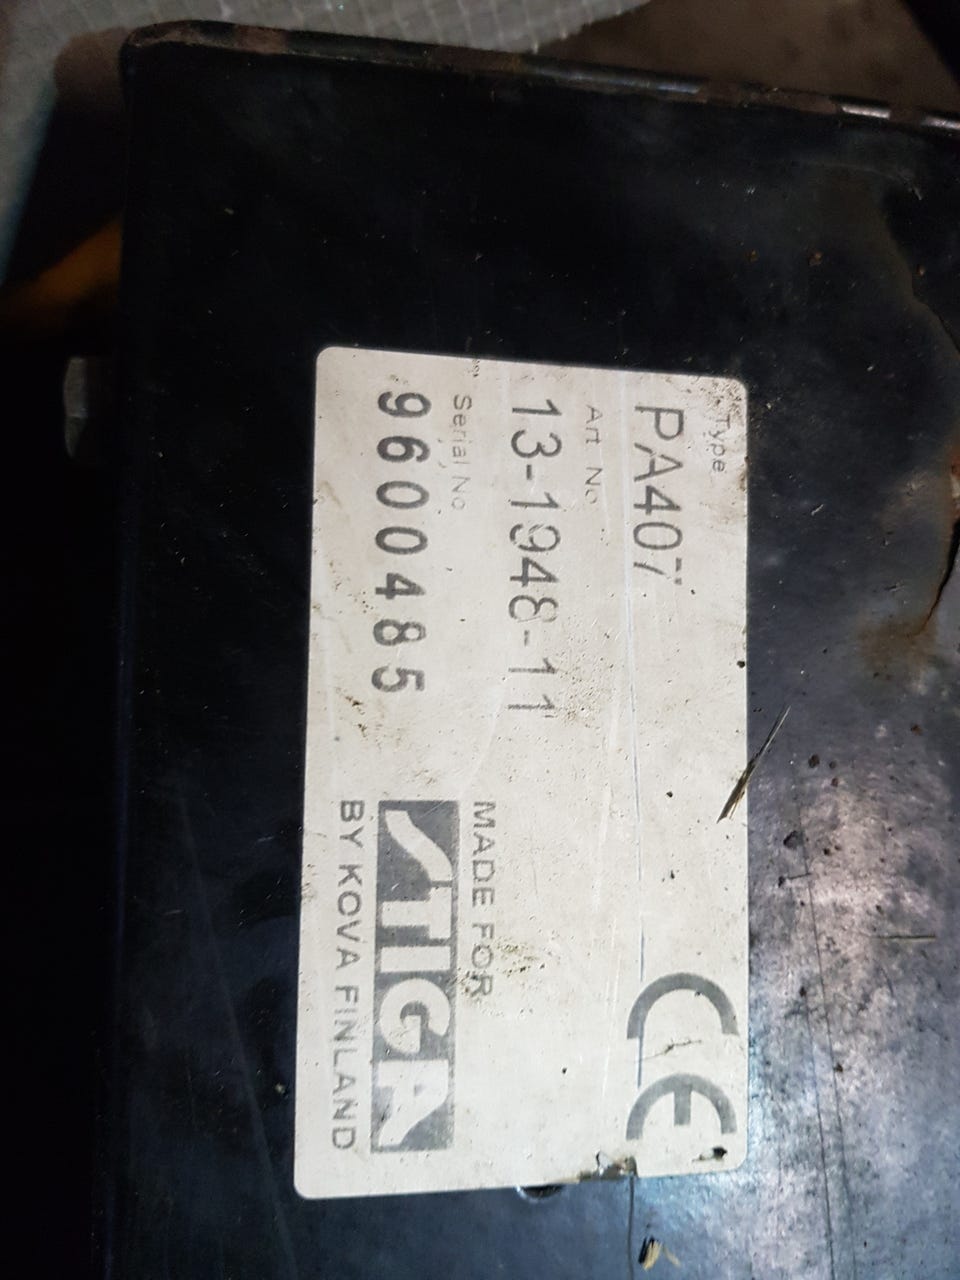 Type
PA407
Art No
13-1948-11
Serial No
9600485
CE
MADE FOR
STIGA
BY KOVA FINLAND